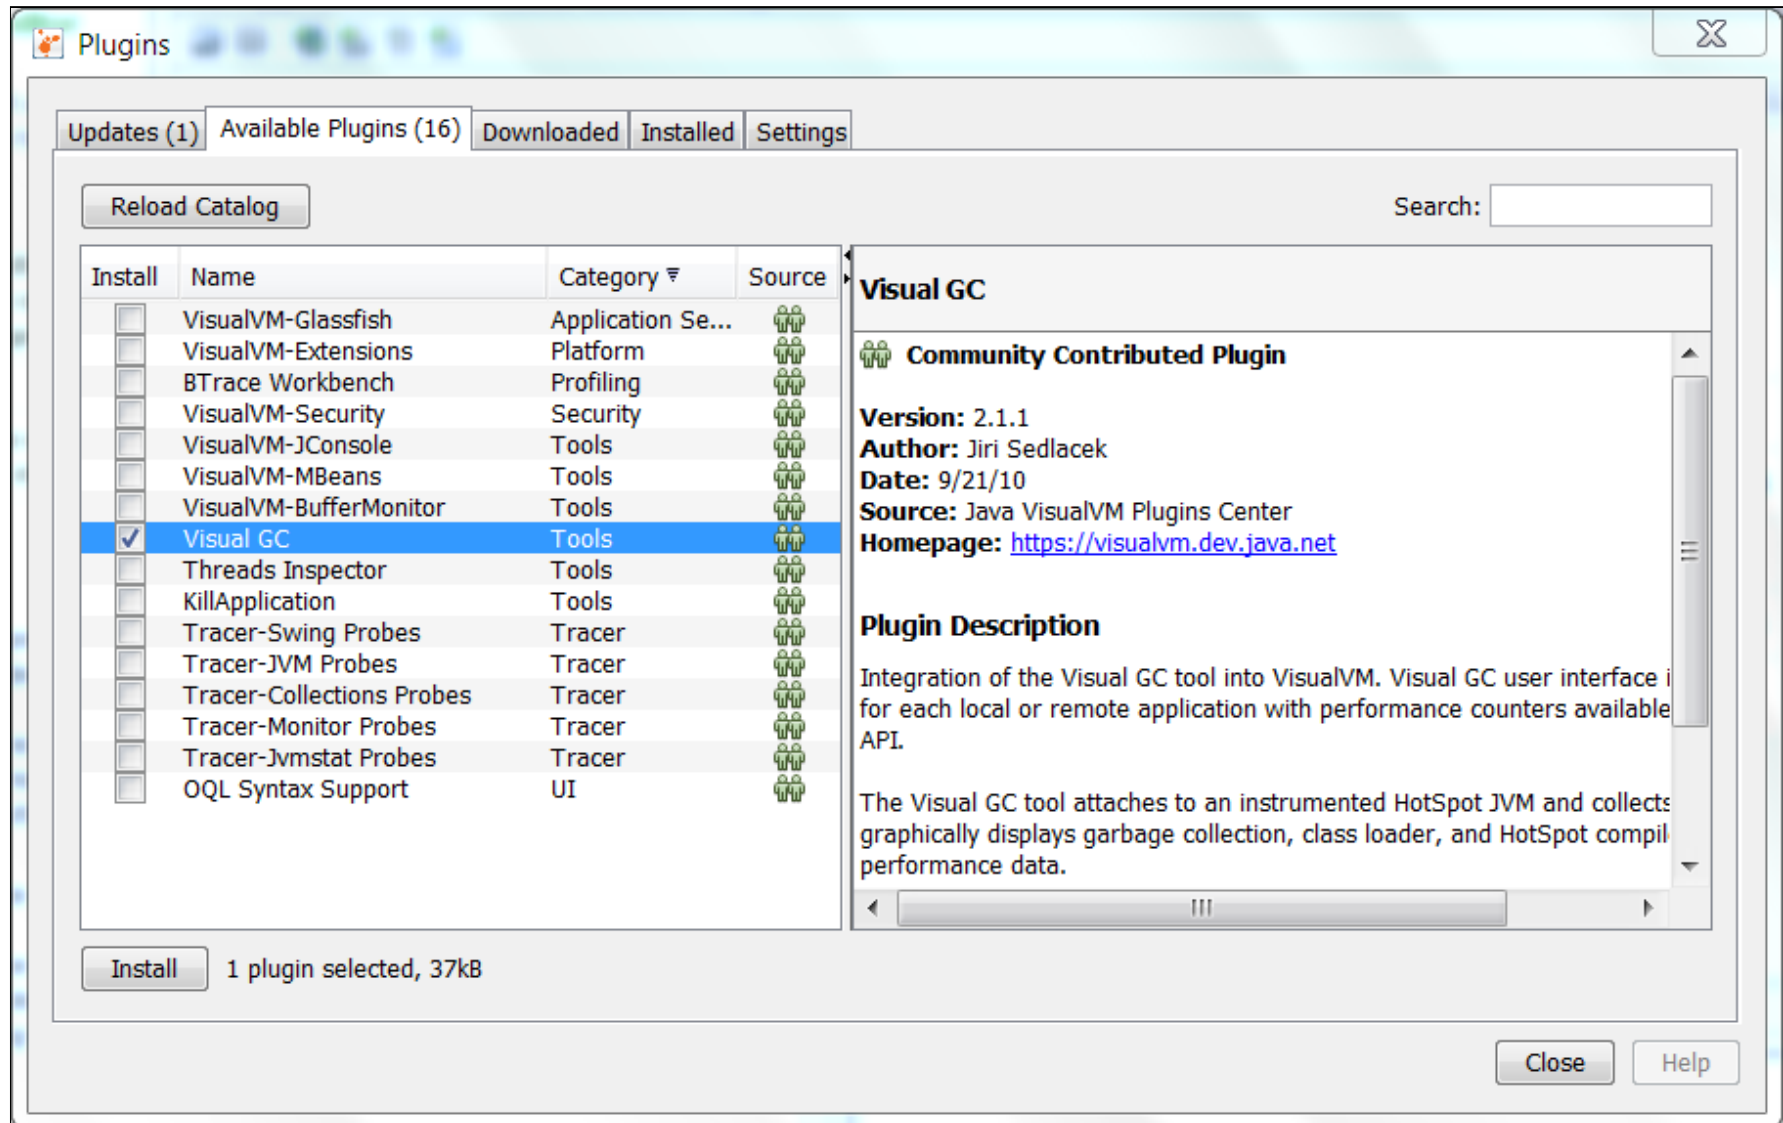 Plugins
Updates (1) Available Plugins (16) Downloaded Installed Settings
Reload Catalog Search:
Install Name Category Source
VisualVM-Glassfish Application Se...
VisualVM-Extensions Platform
BTrace Workbench Profiling
VisualVM-Security Security
VisualVM-JConsole Tools
VisualVM-MBeans Tools
VisualVM-BufferMonitor Tools
Visual GC Tools
Threads Inspector Tools
KillApplication Tools
Tracer-Swing Probes Tracer
Tracer-JVM Probes Tracer
Tracer-Collections Probes Tracer
Tracer-Monitor Probes Tracer
Tracer-Jvmstat Probes Tracer
OQL Syntax Support UI
Visual GC
Community Contributed Plugin
Version: 2.1.1
Author: Jiri Sedlacek
Date: 9/21/10
Source: Java VisualVM Plugins Center
Homepage: https://visualvm.dev.java.net
Plugin Description
Integration of the Visual GC tool into VisualVM. Visual GC user interface i
for each local or remote application with performance counters available
API.
The Visual GC tool attaches to an instrumented HotSpot JVM and collects
graphically displays garbage collection, class loader, and HotSpot compil
performance data.
Install 1 plugin selected, 37kB
Close Help